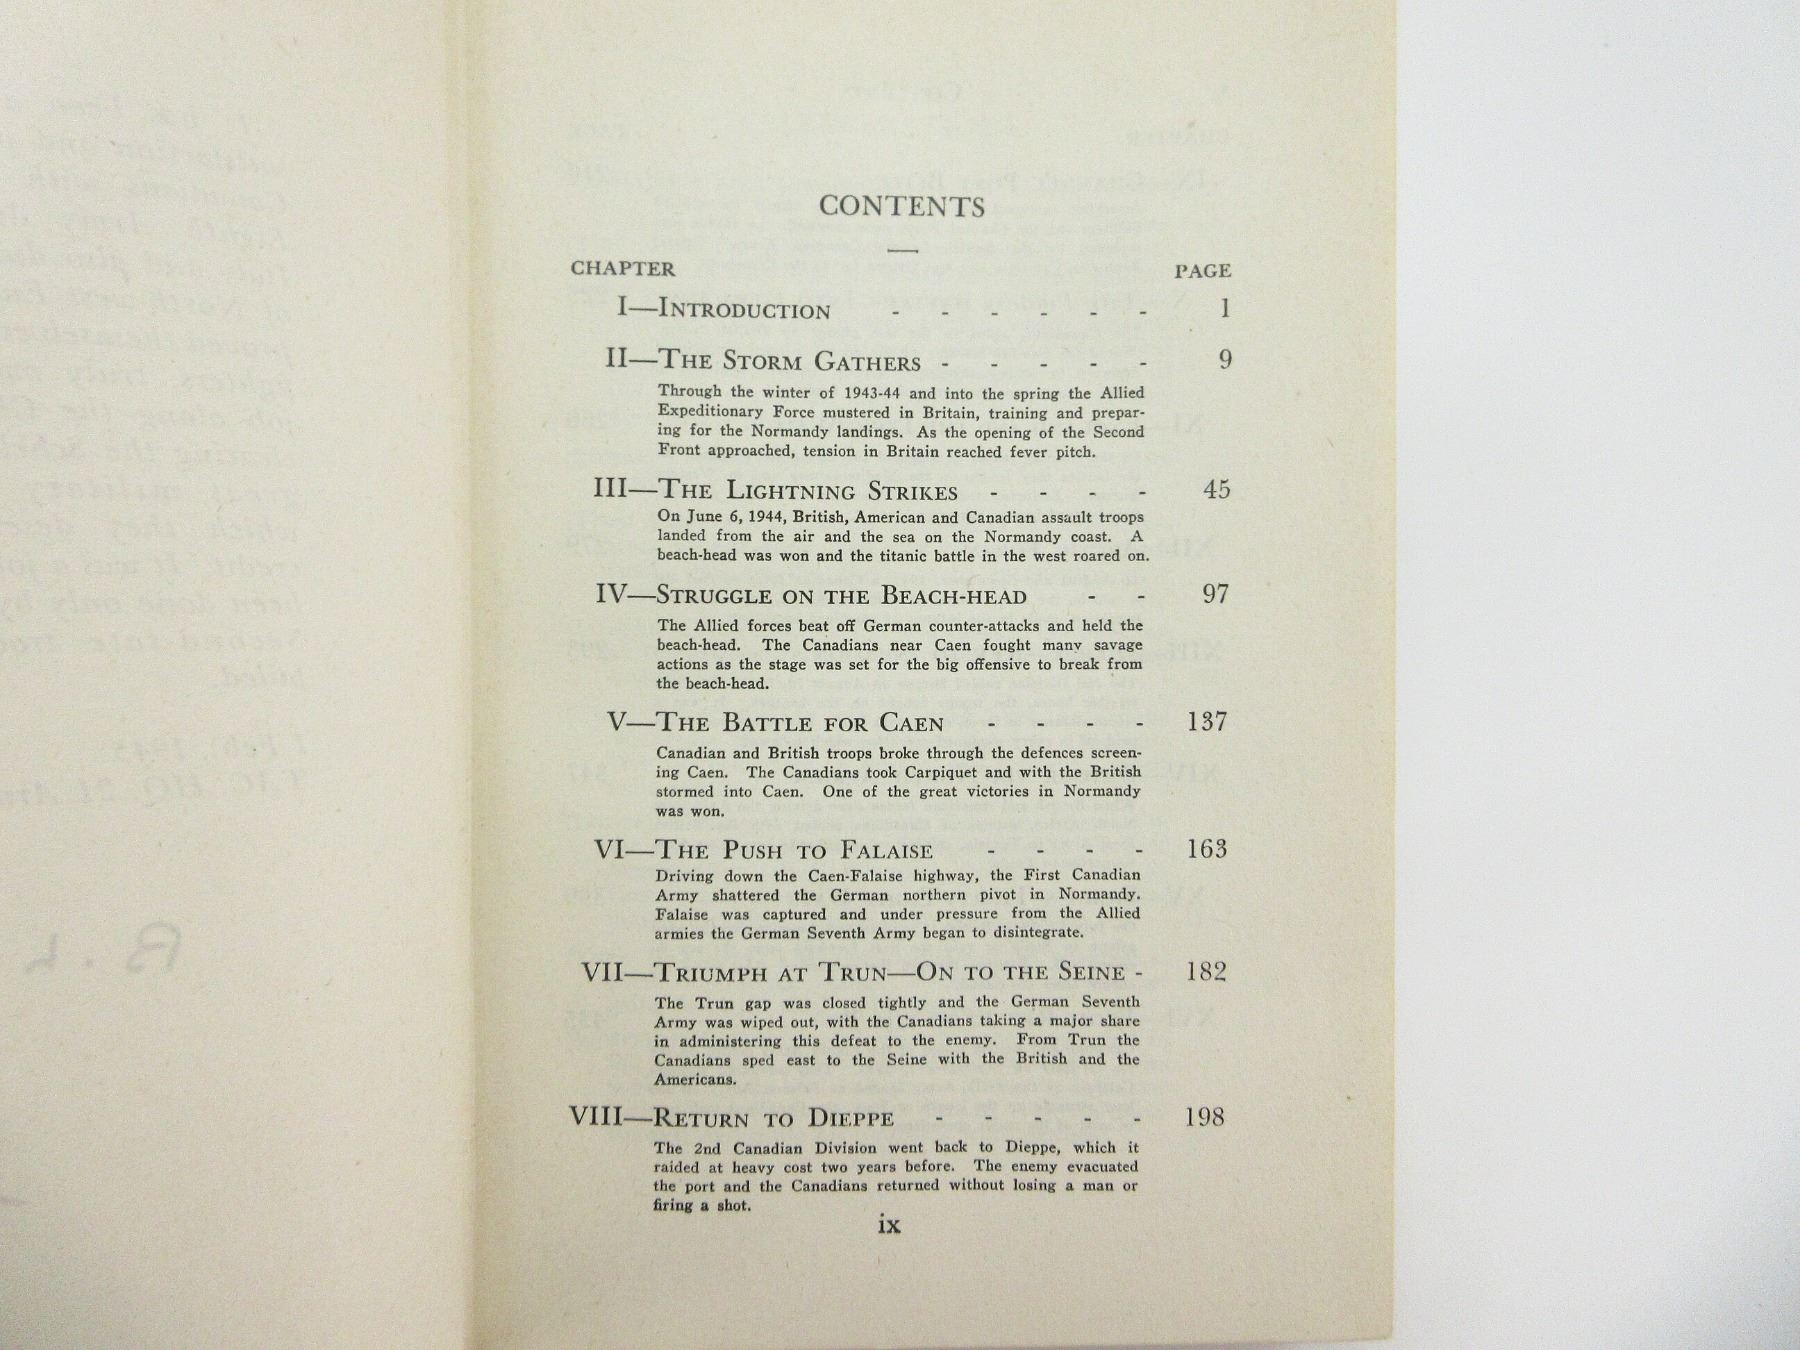 CONTENTS
CHAPTER PAGE
I—INTRODUCTION - - - - - - 1
II—THE STORM GATHERS - - - - - 9
Through the winter of 1943-44 and into the spring the Allied
Expeditionary Force mustered in Britain, training and prepar-
ing for the Normandy landings. As the opening of the Second
Front approached, tension in Britain reached fever pitch.
III—THE LIGHTNING STRIKES - - - - 45
On June 6, 1944, British, American and Canadian assault troops
landed from the air and the sea on the Normandy coast. A
beach-head was won and the titanic battle in the west roared on.
IV—STRUGGLE ON THE BEACH-HEAD - - 97
The Allied forces beat off German counter-attacks and held the
beach-head. The Canadians near Caen fought many savage
actions as the stage was set for the big offensive to break from
the beach-head.
V—THE BATTLE FOR CAEN - - - - 137
Canadian and British troops broke through the defences screen-
ing Caen. The Canadians took Carpiquet and with the British
stormed into Caen. One of the great victories in Normandy
was won.
VI—THE PUSH TO FALAISE - - - - 163
Driving down the Caen-Falaise highway, the First Canadian
Army shattered the German northern pivot in Normandy.
Falaise was captured and under pressure from the Allied
armies the German Seventh Army began to disintegrate.
VII—TRIUMPH AT TRUN—ON TO THE SEINE - 182
The Trun gap was closed tightly and the German Seventh
Army was wiped out, with the Canadians taking a major share
in administering this defeat to the enemy. From Trun the
Canadians sped east to the Seine with the British and the
Americans.
VIII—RETURN TO DIEPPE - - - - - 198
The 2nd Canadian Division went back to Dieppe, which it
raided at heavy cost two years before. The enemy evacuated
the port and the Canadians returned without losing a man or
firing a shot.
ix